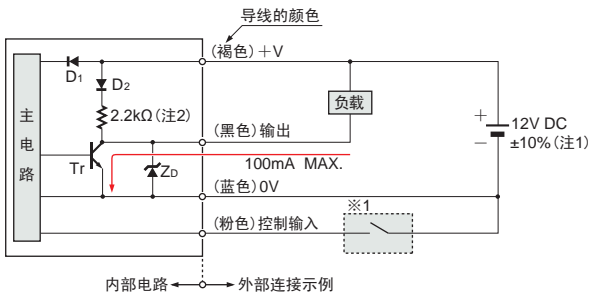 导线的颜色
(褐色)＋V
D1
D2
2.2kΩ(注2)
主电路
负载
(黑色)输出
＋
12V DC
－
±10%(注1)
Tr
ZD
100mA MAX.
(蓝色)0V
※1
(粉色)控制输入
内部电路
外部连接示例